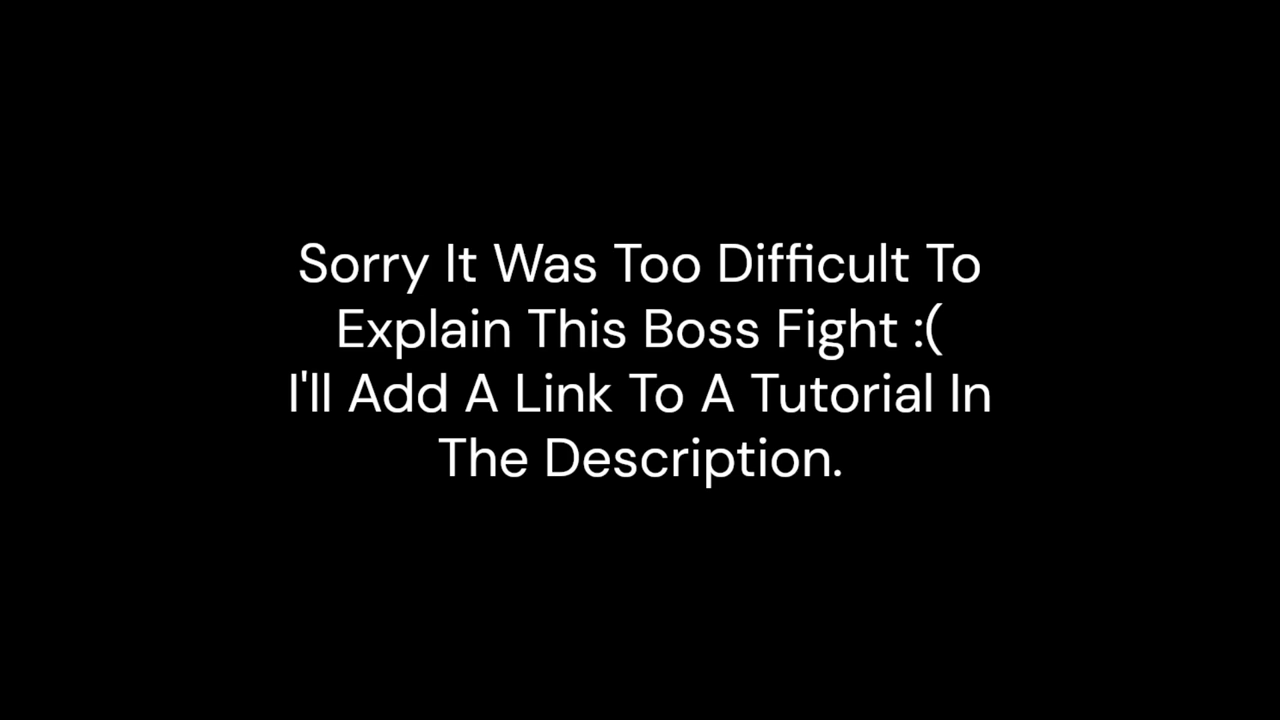 Sorry It Was Too Difficult To
Explain This Boss Fight :(
I'll Add A Link To A Tutorial In
The Description.